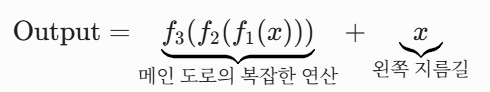 Output = f₃(f₂(f₁(x))) + x
메인 도로의 복잡한 연산 왼쪽 지름길